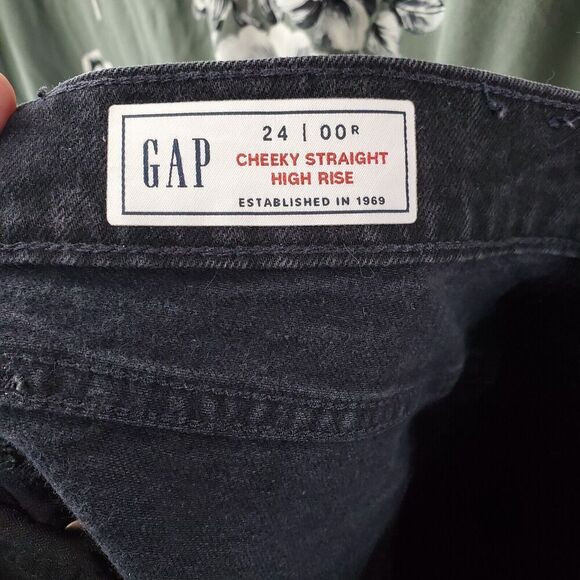 GAP
24 | 00R
CHEEKY STRAIGHT
HIGH RISE
ESTABLISHED IN 1969